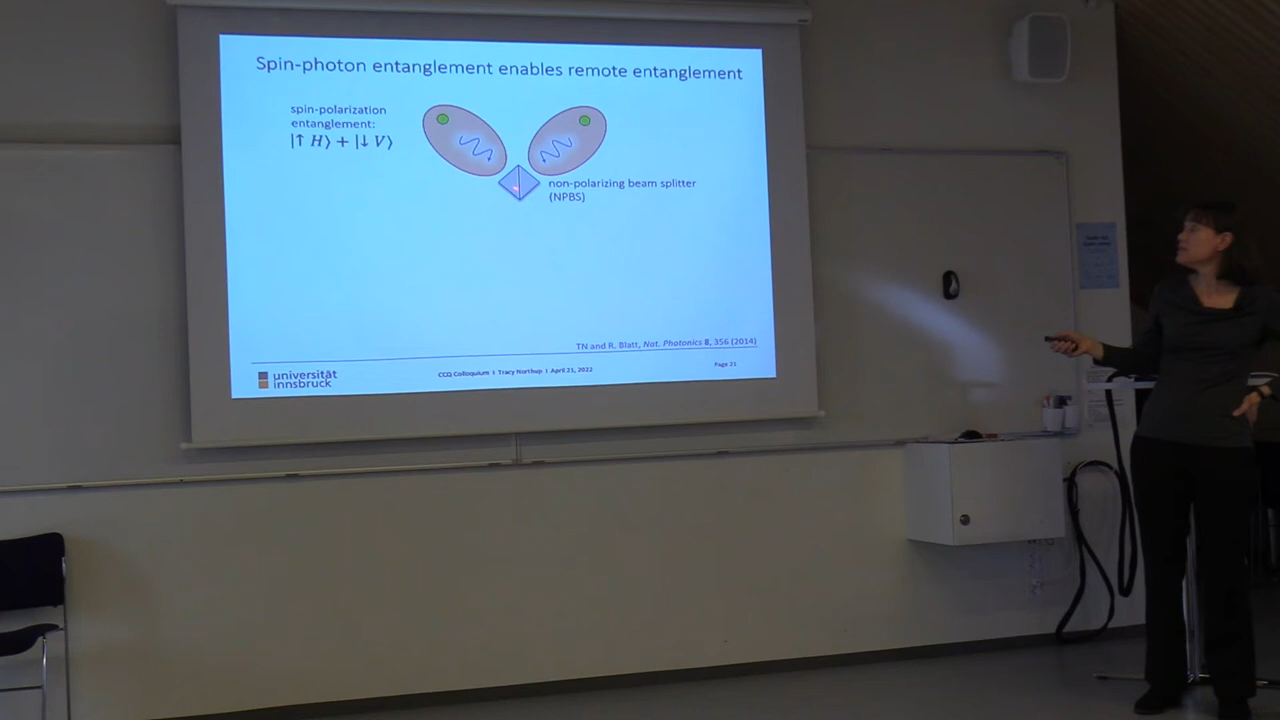 Spin-photon entanglement enables remote entanglement
spin-polarization
entanglement:
|↑ H⟩ + |↓ V⟩
non-polarizing beam splitter
(NPBS)
TN and R. Blatt, Nat. Photonics 8, 356 (2014)
universität
innsbruck
CCQ Colloquium I Tracy Northup I April 21, 2022
Page 21